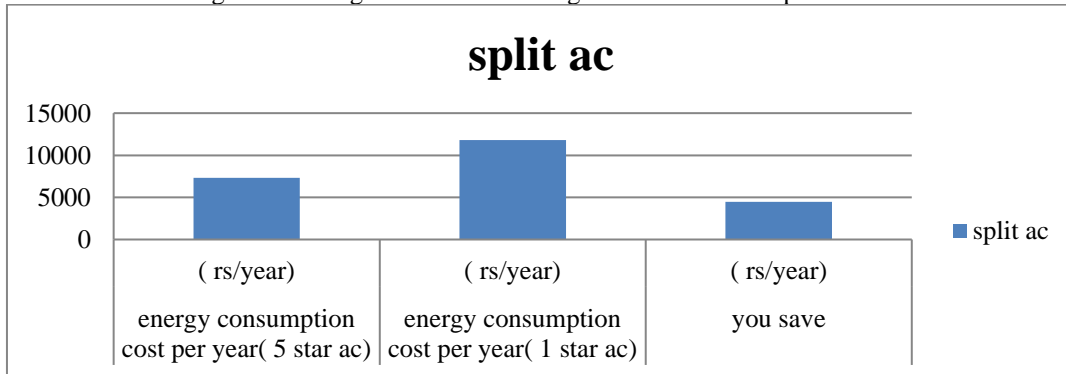 split ac
15000
10000
5000
0
( rs/year)
( rs/year)
( rs/year)
energy consumption
cost per year( 5 star ac)
energy consumption
cost per year( 1 star ac)
you save
split ac